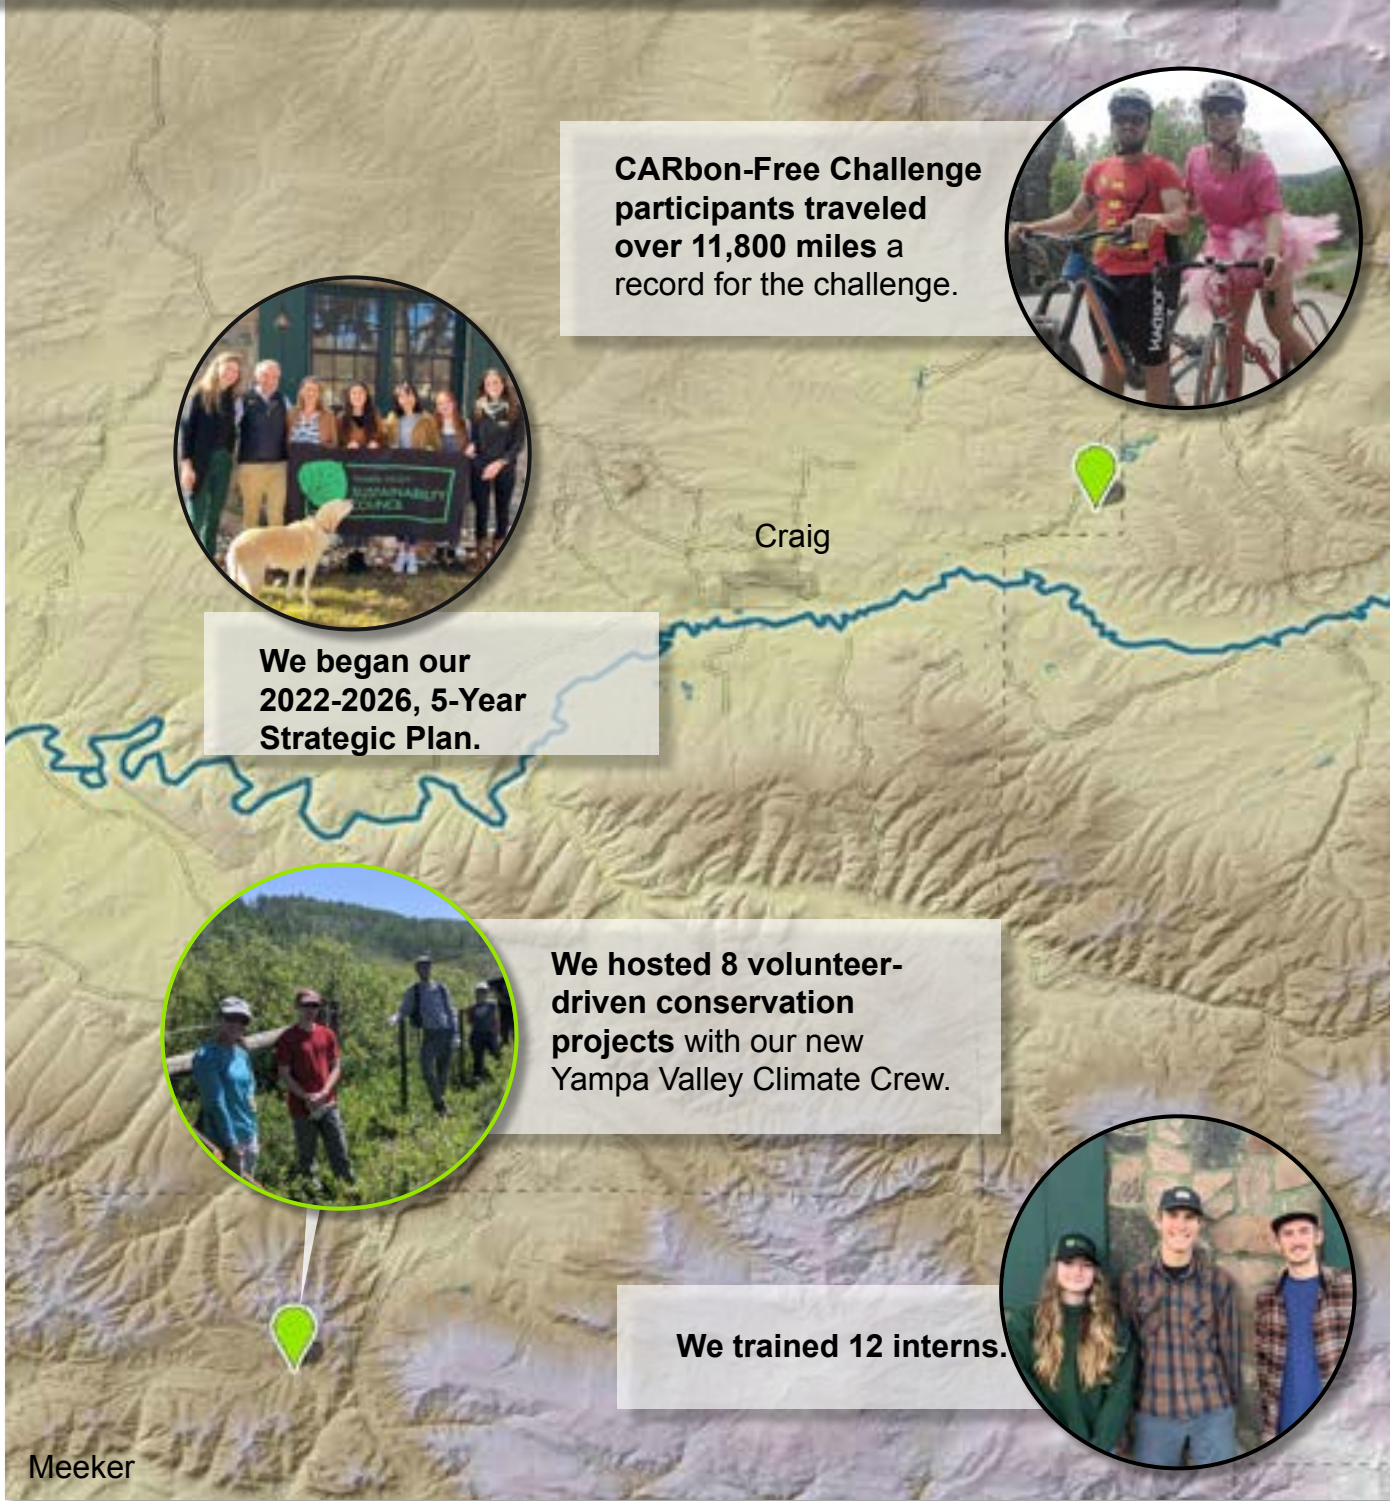 CARbon-Free Challenge
participants traveled
over 11,800 miles a
record for the challenge.
SUSTAINABILITY
COUNCIL
Craig
We began our
2022-2026, 5-Year
Strategic Plan.
We hosted 8 volunteer-
driven conservation
projects with our new
Yampa Valley Climate Crew.
We trained 12 interns.
Meeker